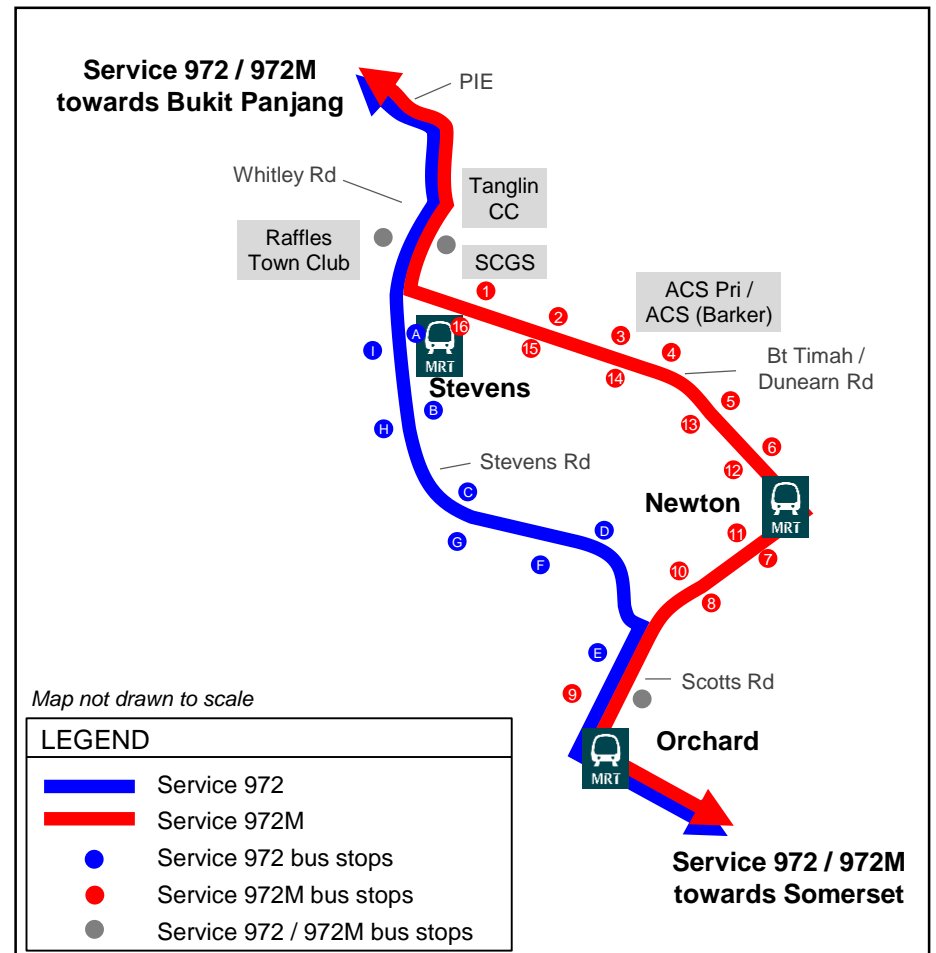 Service 972 / 972M
towards Bukit Panjang
PIE
Whitley Rd
Tanglin
CC
Raffles
Town Club
SCGS
1
ACS Pri /
ACS (Barker)
2
3
4
A
16
15
14
I
MRT
Stevens
Bt Timah /
Dunearn Rd
5
B
H
13
6
Stevens Rd
12
C
Newton
MRT
G
D
11
7
F
10
8
E
9
Scotts Rd
Map not drawn to scale
Orchard
MRT
LEGEND
Service 972
Service 972M
Service 972 bus stops
Service 972M bus stops
Service 972 / 972M bus stops
Service 972 / 972M
towards Somerset